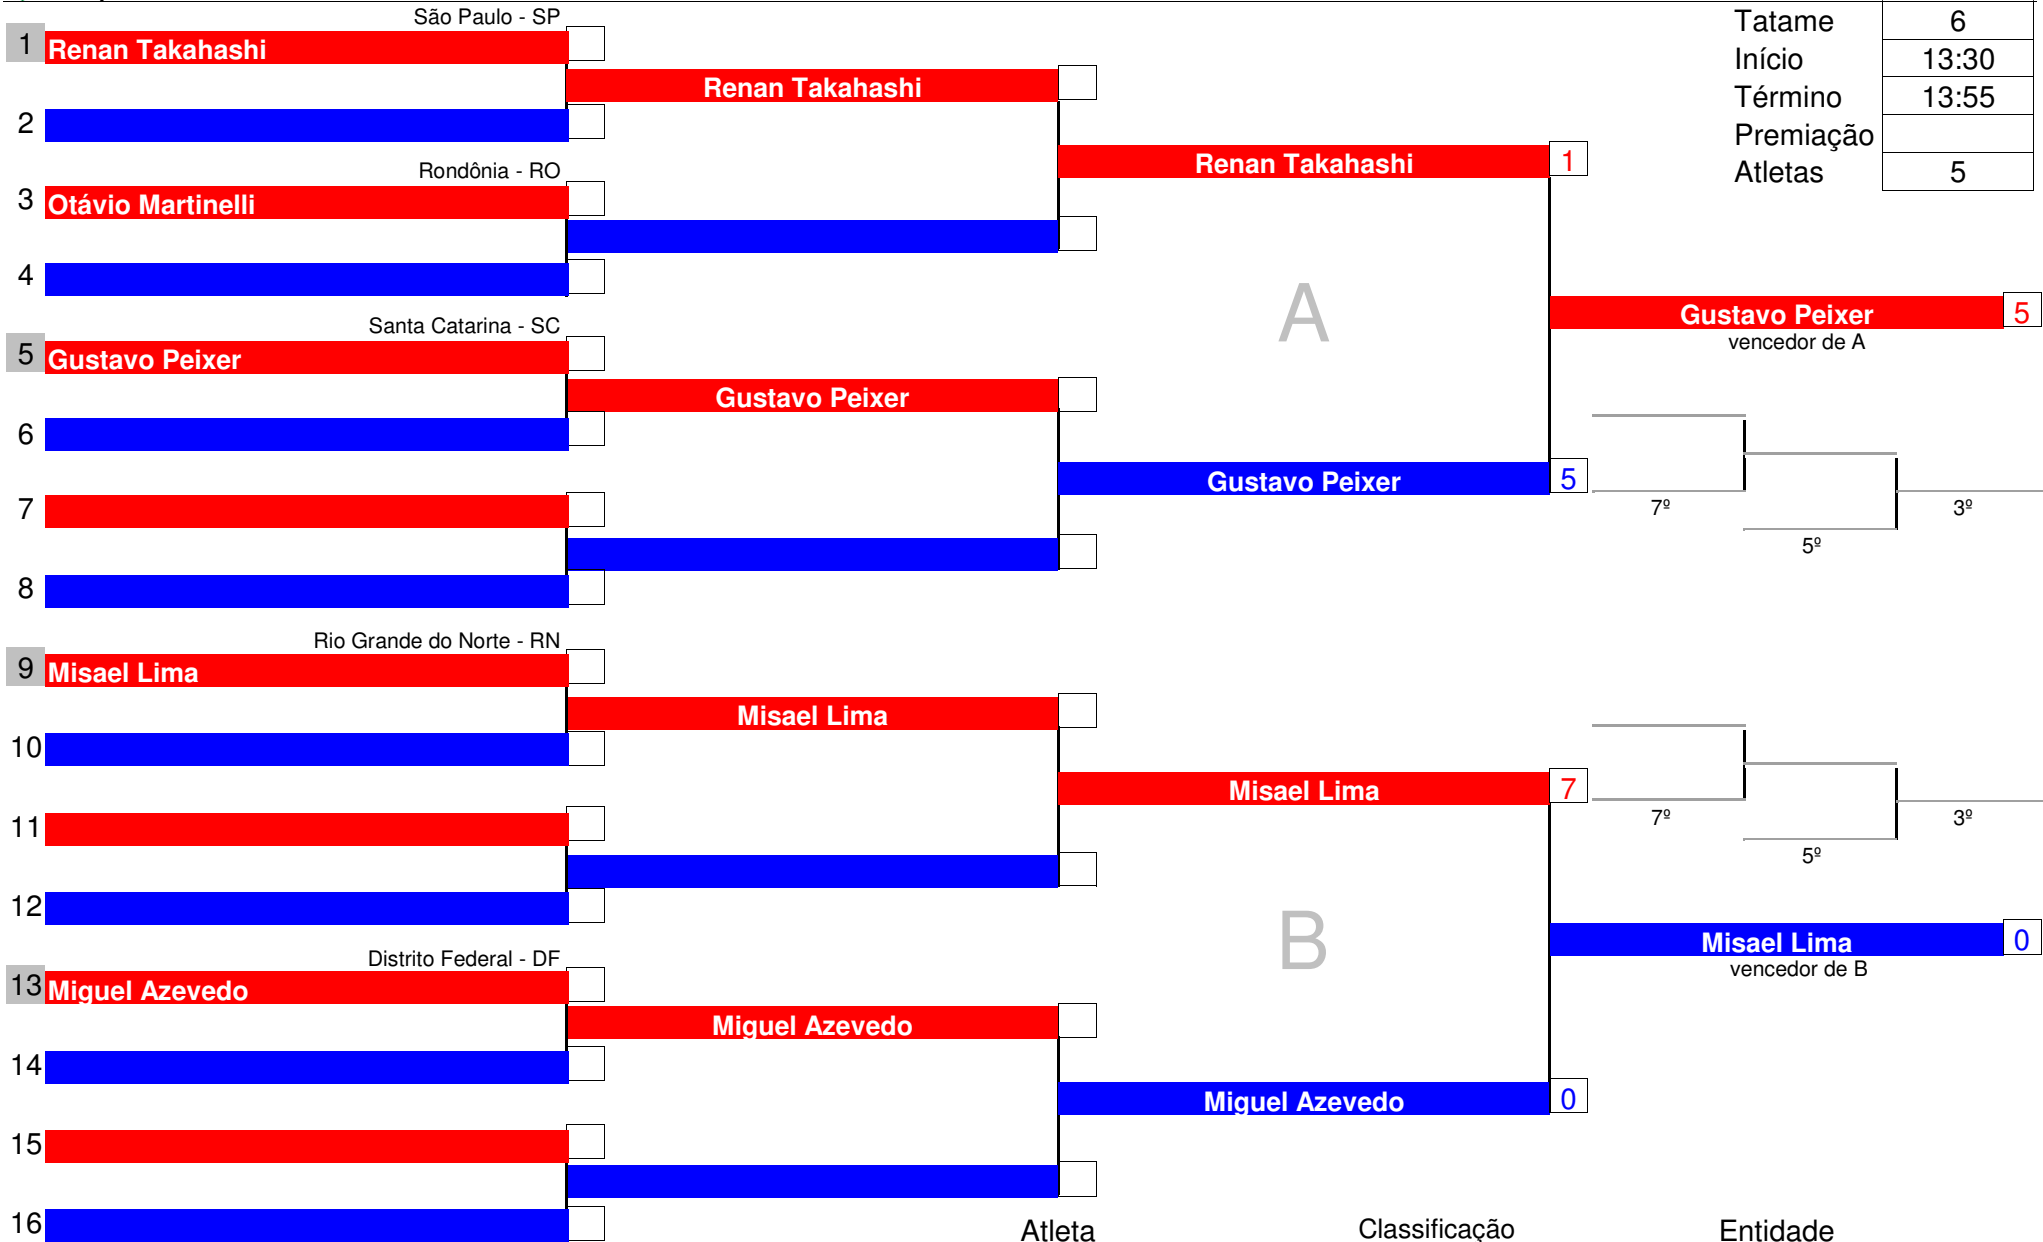 São Paulo - SP
1 Renan Takahashi
Renan Takahashi
2
Rondônia - RO
3 Otávio Martinelli
4
Renan Takahashi 1
Tatame 6
Início 13:30
Término 13:55
Premiação
Atletas 5
Santa Catarina - SC
5 Gustavo Peixer
Gustavo Peixer
6
7
8
A
Gustavo Peixer 5
Gustavo Peixer 5
vencedor de A
7º
5º
3º
Rio Grande do Norte - RN
9 Misael Lima
Misael Lima
10
11
12
Misael Lima 7
7º
5º
3º
B
Misael Lima 0
vencedor de B
Distrito Federal - DF
13 Miguel Azevedo
Miguel Azevedo
14
Miguel Azevedo 0
15
16
Atleta Classificação Entidade